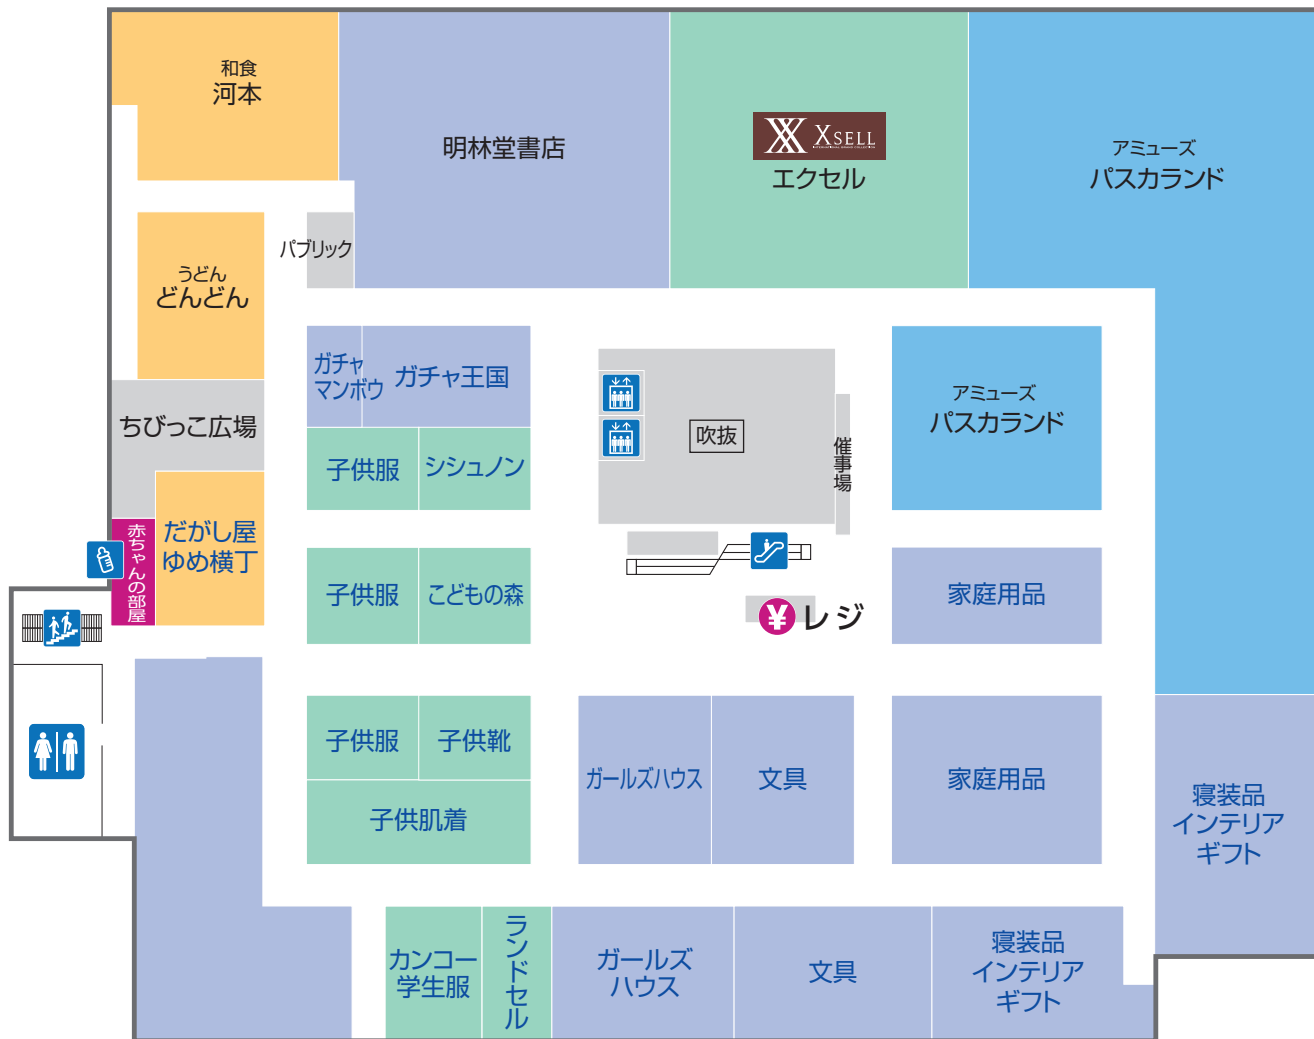 和食
河本
明林堂書店
XSELL
エクセル
アミューズ
パスカランド
パブリック
うどん
どんどん
ガチャ
マンボウ
ガチャ王国
吹抜
催事場
アミューズ
パスカランド
ちびっこ広場
子供服
シシュノン
だがし屋
ゆめ横丁
赤ちゃんの部屋
子供服
こどもの森
¥
レジ
家庭用品
子供服
子供靴
子供肌着
ガールズハウス
文具
家庭用品
寝装品
インテリア
ギフト
カンコー
学生服
ランドセル
ガールズ
ハウス
文具
寝装品
インテリア
ギフト